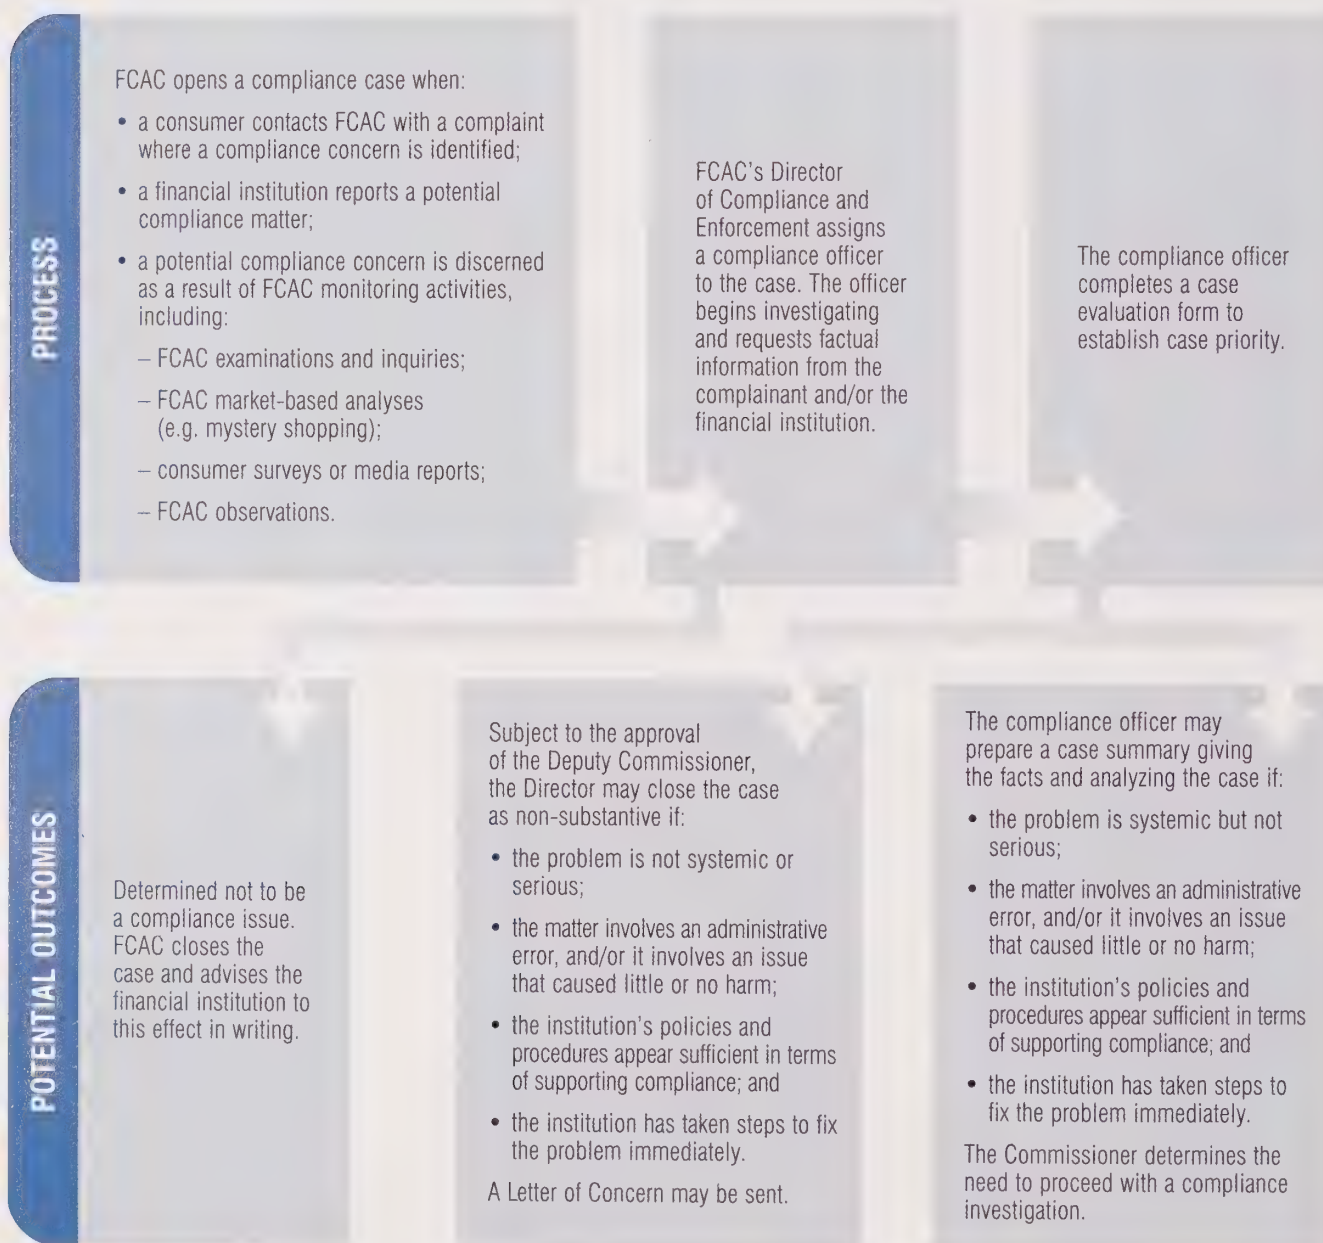 PROCESS
FCAC opens a compliance case when:
• a consumer contacts FCAC with a complaint
where a compliance concern is identified;
• a financial institution reports a potential
compliance matter;
• a potential compliance concern is discerned
as a result of FCAC monitoring activities,
including:
– FCAC examinations and inquiries;
– FCAC market-based analyses
(e.g. mystery shopping);
– consumer surveys or media reports;
– FCAC observations.
FCAC's Director
of Compliance and
Enforcement assigns
a compliance officer
to the case. The officer
begins investigating
and requests factual
information from the
complainant and/or the
financial institution.
The compliance officer
completes a case
evaluation form to
establish case priority.
POTENTIAL OUTCOMES
Determined not to be
a compliance issue.
FCAC closes the
case and advises the
financial institution to
this effect in writing.
Subject to the approval
of the Deputy Commissioner,
the Director may close the case
as non-substantive if:
• the problem is not systemic or
serious;
• the matter involves an administrative
error, and/or it involves an issue
that caused little or no harm;
• the institution's policies and
procedures appear sufficient in terms
of supporting compliance; and
• the institution has taken steps to fix
the problem immediately.
A Letter of Concern may be sent.
The compliance officer may
prepare a case summary giving
the facts and analyzing the case if:
• the problem is systemic but not
serious;
• the matter involves an administrative
error, and/or it involves an issue
that caused little or no harm;
• the institution's policies and
procedures appear sufficient in terms
of supporting compliance; and
• the institution has taken steps to
fix the problem immediately.
The Commissioner determines the
need to proceed with a compliance
investigation.